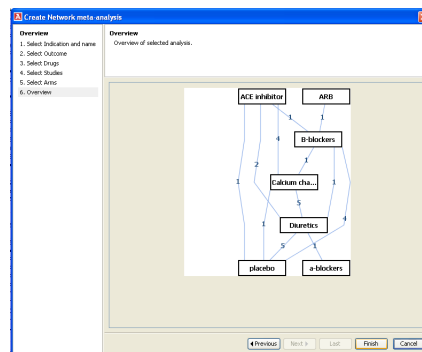 Create Network meta-analysis
Overview
1. Select Indication and name
2. Select Outcome
3. Select Drugs
4. Select Studies
5. Select Arms
6. Overview
Overview
Overview of selected analysis.
ACE inhibitor
ARB
1
1
B-blockers
4
1
2
Calcium cha...
1
1
5
Diuretics
1
4
5
1
placebo
a-blockers
Previous
Next >
Last
Finish
Cancel